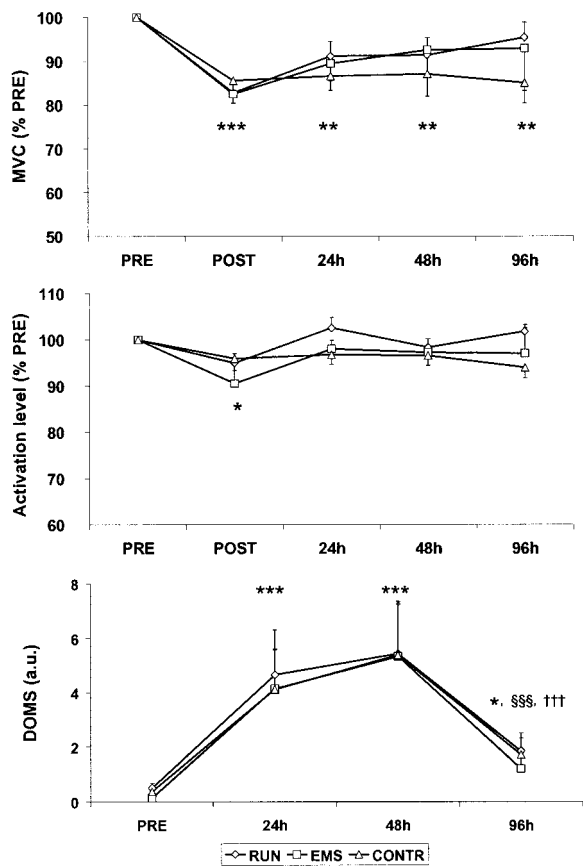 100
90
80
70
60
50
MVC (% PRE)
*** ** ** **
PRE POST 24h 48h 96h
110
100
90
80
70
60
Activation level (% PRE)
*
PRE POST 24h 48h 96h
8
6
4
2
0
DOMS (a.u.)
*** ***
*, §§§, †††
PRE 24h 48h 96h
RUN EMS CONTR